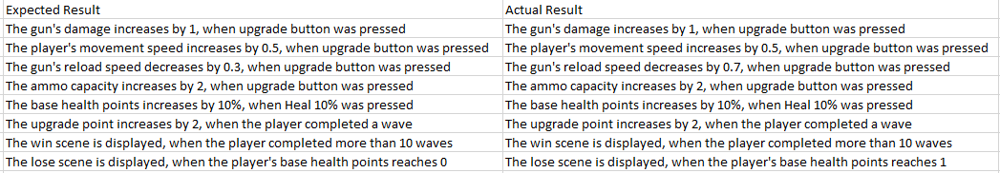 Expected Result	Actual Result
The gun's damage increases by 1, when upgrade button was pressed	The gun's damage increases by 1, when upgrade button was pressed
The player's movement speed increases by 0.5, when upgrade button was pressed	The player's movement speed increases by 0.5, when upgrade button was pressed
The gun's reload speed decreases by 0.3, when upgrade button was pressed	The gun's reload speed decreases by 0.7, when upgrade button was pressed
The ammo capacity increases by 2, when upgrade button was pressed	The ammo capacity increases by 2, when upgrade button was pressed
The base health points increases by 10%, when Heal 10% was pressed	The base health points increases by 10%, when Heal 10% was pressed
The upgrade point increases by 2, when the player completed a wave	The upgrade point increases by 2, when the player completed a wave
The win scene is displayed, when the player completed more than 10 waves	The win scene is displayed, when the player completed more than 10 waves
The lose scene is displayed, when the player's base health points reaches 0	The lose scene is displayed, when the player's base health points reaches 1